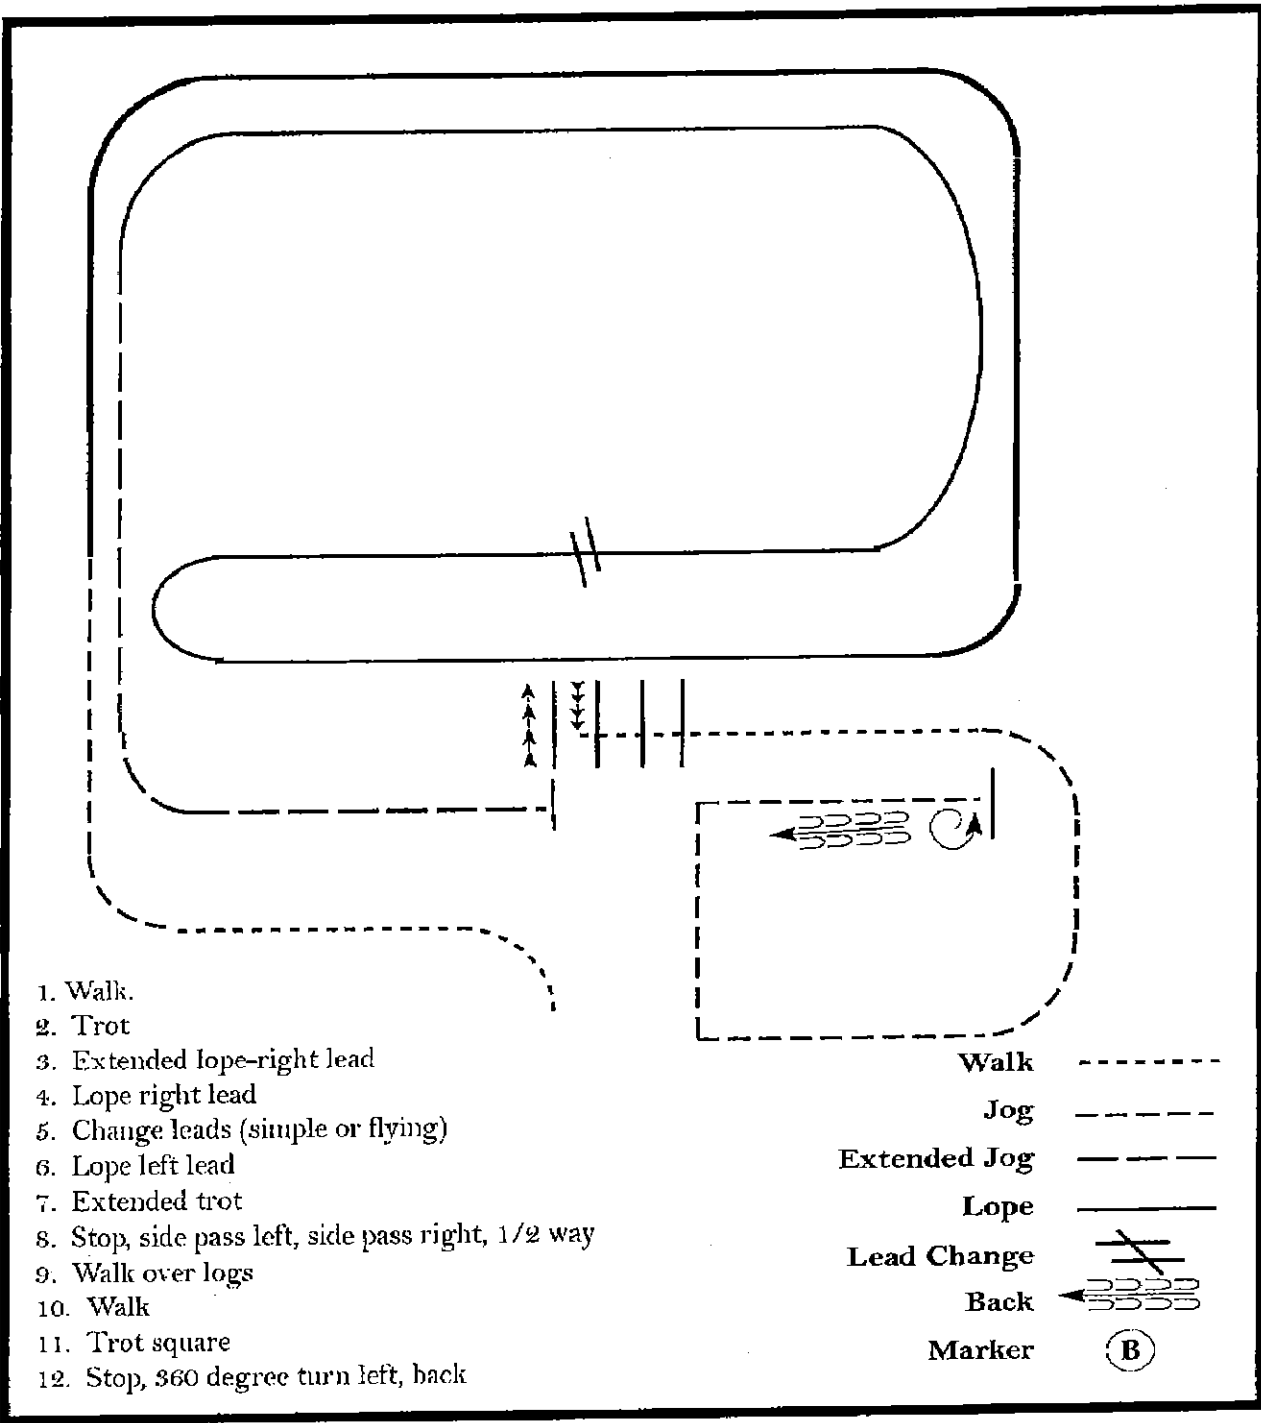 1. Walk.
2. Trot
3. Extended lope-right lead
4. Lope right lead
5. Change leads (simple or flying)
6. Lope left lead
7. Extended trot
8. Stop, side pass left, side pass right, 1/2 way
9. Walk over logs
10. Walk
11. Trot square
12. Stop, 360 degree turn left, back
Walk
Jog
Extended Jog
Lope
Lead Change
Back
Marker B